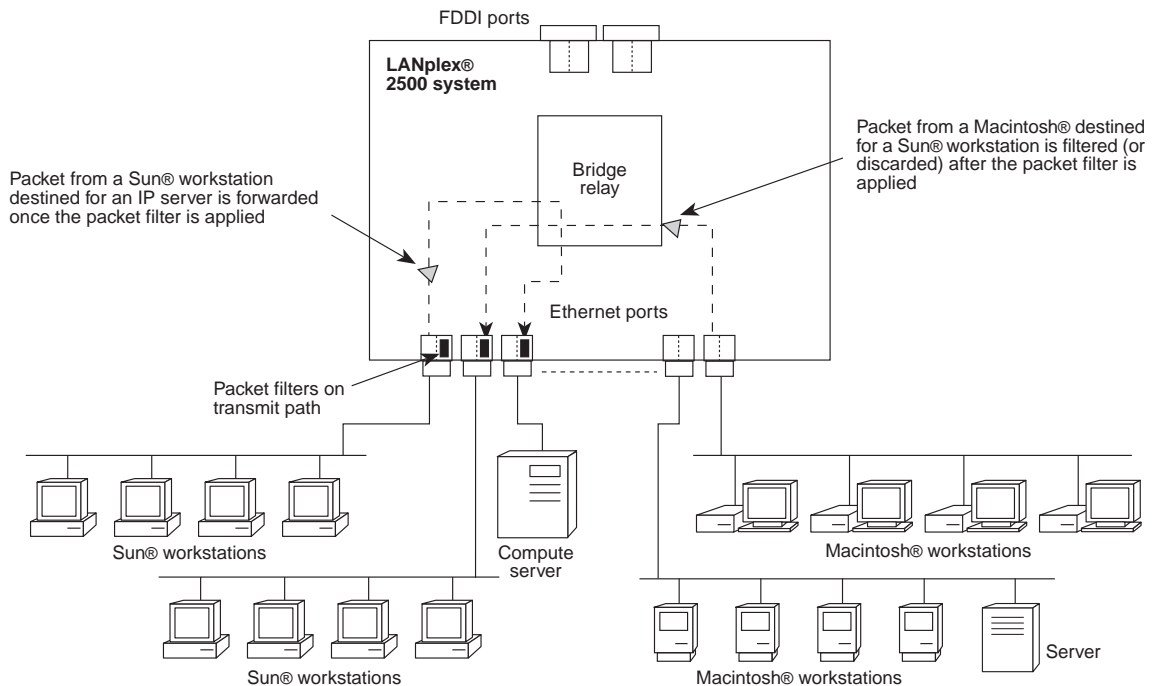 FDDI ports
LANplex®
2500 system
Packet from a Macintosh® destined
for a Sun® workstation is filtered (or
discarded) after the packet filter is
applied
Bridge
relay
Packet from a Sun® workstation
destined for an IP server is forwarded
once the packet filter is applied
Ethernet ports
Packet filters on
transmit path
Sun® workstations
Compute
server
Macintosh® workstations
Sun® workstations
Macintosh® workstations
Server